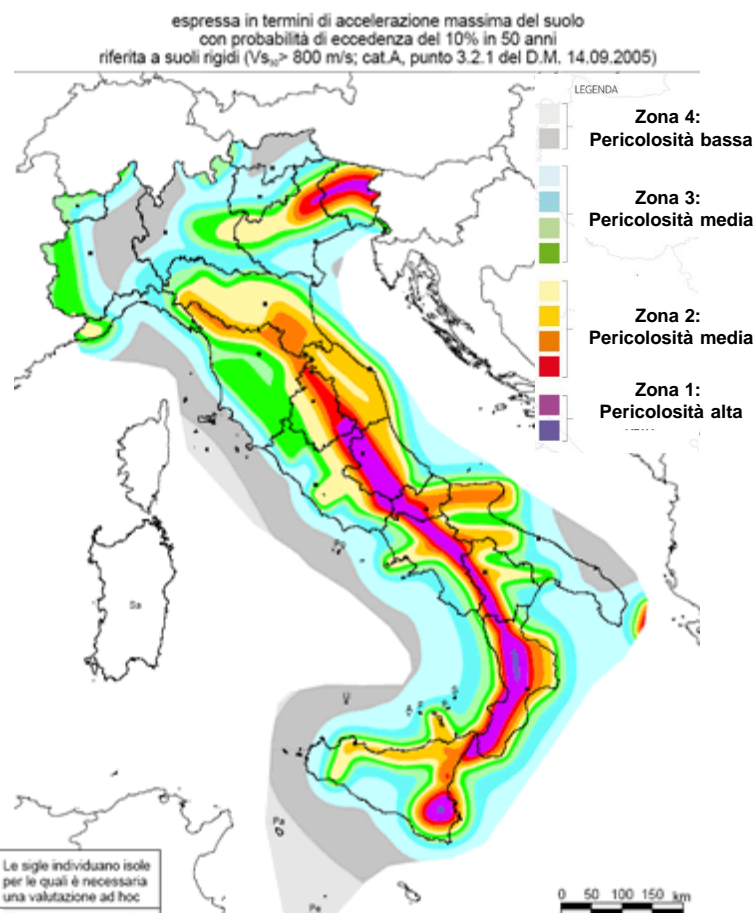 espressa in termini di accelerazione massima del suolo
con probabilità di eccedenza del 10% in 50 anni
riferita a suoli rigidi (Vs₃₀> 800 m/s; cat.A, punto 3.2.1 del D.M. 14.09.2005)
LEGENDA
Zona 4:
Pericolosità bassa
Zona 3:
Pericolosità media
Zona 2:
Pericolosità media
Zona 1:
Pericolosità alta
Sa
U
A
Pa
Pe
Le sigle individuano isole
per le quali è necessaria
una valutazione ad hoc
0 50 100 150 km